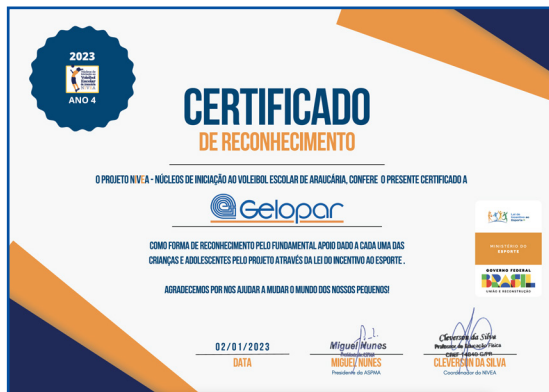 2023
ANO 4
CERTIFICADO
DE RECONHECIMENTO
O PROJETO NIVEA - NÚCLEOS DE INICIAÇÃO AO VOLEIBOL ESCOLAR DE ARAUCÁRIA, CONFERE O PRESENTE CERTIFICADO A
Gelopar
COMO FORMA DE RECONHECIMENTO PELO FUNDAMENTAL APOIO DADO A CADA UMA DAS
CRIANÇAS E ADOLESCENTES PELO PROJETO ATRAVÉS DA LEI DO INCENTIVO AO ESPORTE .
AGRADECEMOS POR NOS AJUDAR A MUDAR O MUNDO DOS NOSSOS PEQUENOS!
MINISTÉRIO DO
ESPORTE
GOVERNO FEDERAL
BRASIL
UNIÃO E RECONSTRUÇÃO
02/01/2023
DATA
Miguel Nunes
MIGUEL NUNES
Presidente da ASPMA
Cleverson da Silva
Professor de Educação Física
CLEVERSON DA SILVA
Coordenador do NIVEA